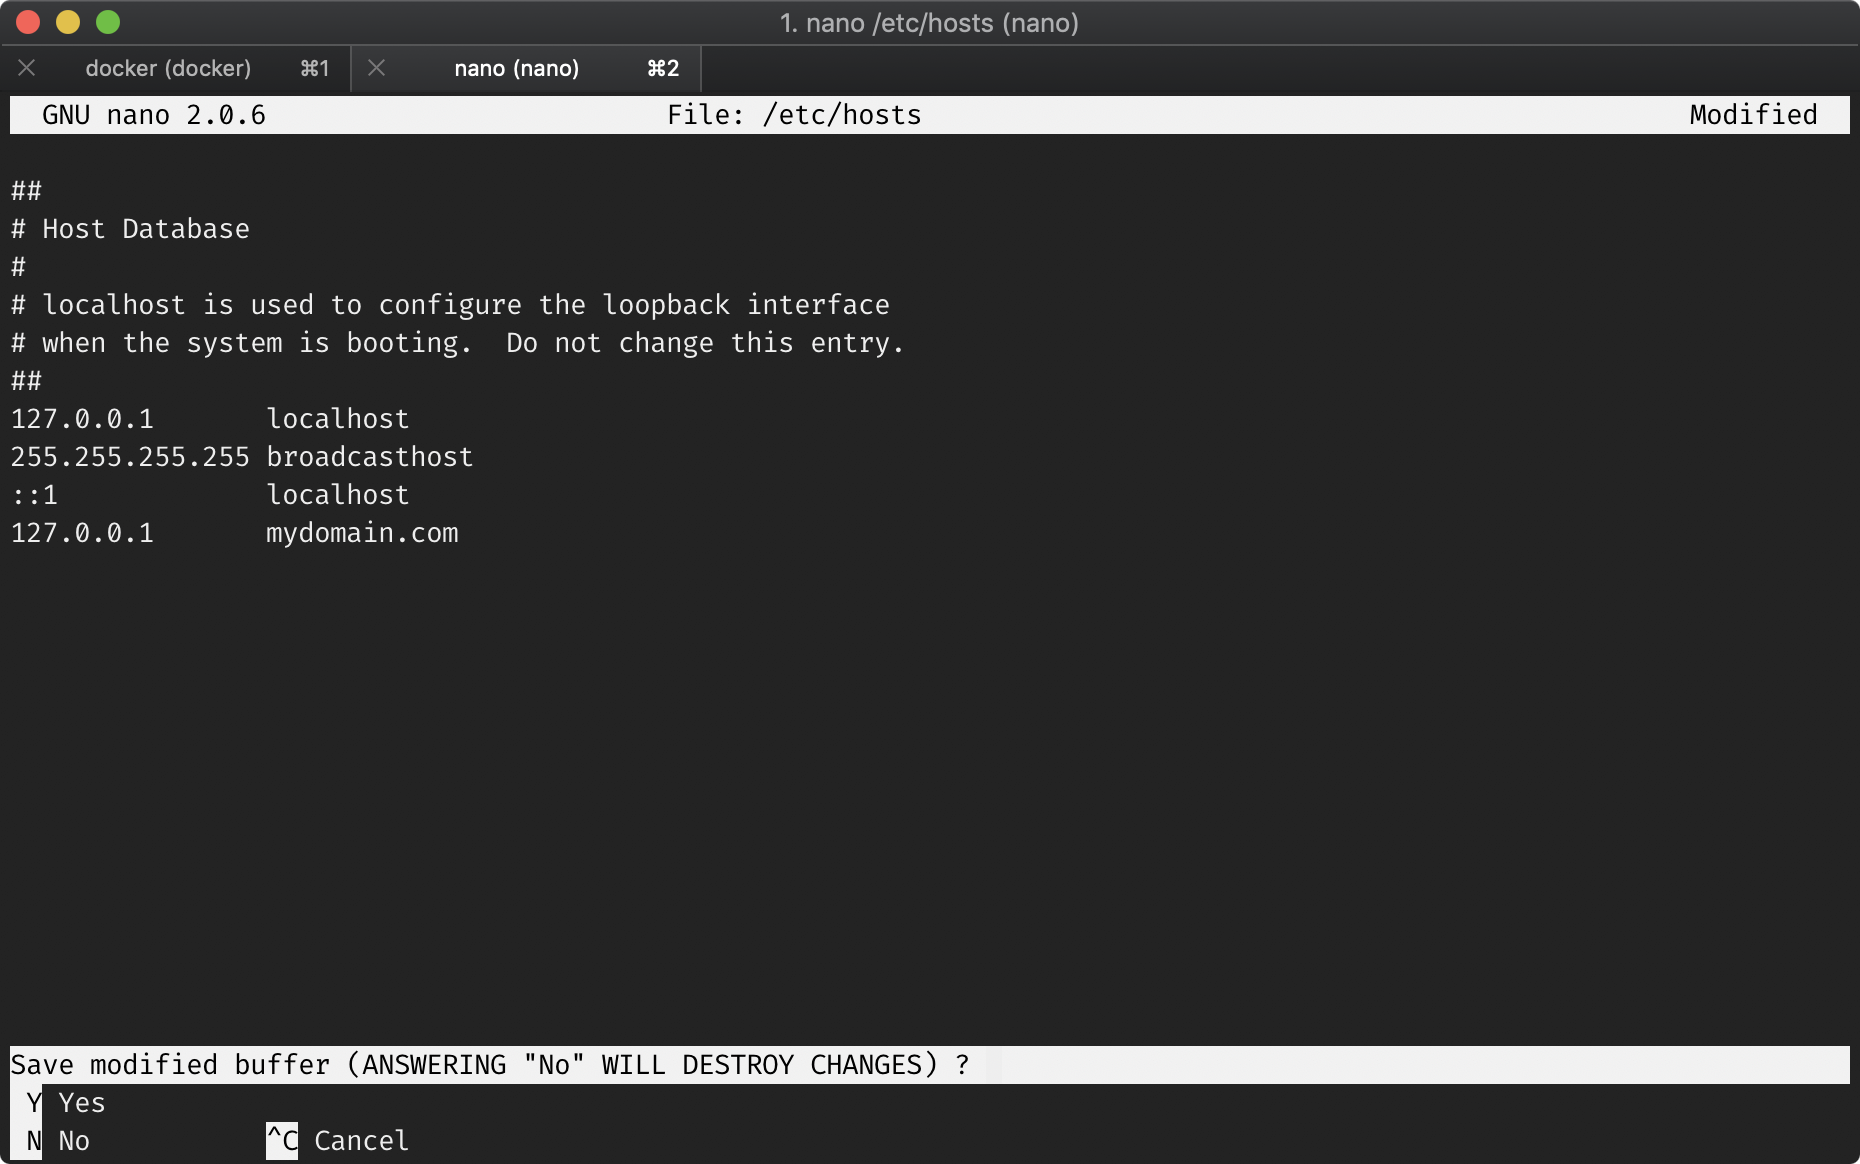 1. nano /etc/hosts (nano)
docker (docker) ⌘1 nano (nano) ⌘2
GNU nano 2.0.6 File: /etc/hosts Modified
##
# Host Database
#
# localhost is used to configure the loopback interface
# when the system is booting.  Do not change this entry.
##
127.0.0.1       localhost
255.255.255.255 broadcasthost
::1             localhost
127.0.0.1       mydomain.com
Save modified buffer (ANSWERING "No" WILL DESTROY CHANGES) ?
Y Yes
N No ^C Cancel